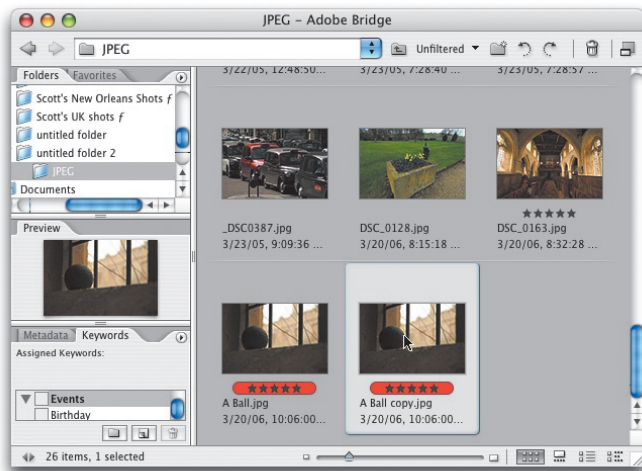 JPEG – Adobe Bridge
JPEG
Unfiltered
Folders
Favorites
Scott's New Orleans Shots ƒ
Scott's UK shots ƒ
untitled folder
untitled folder 2
JPEG
Documents
Preview
Metadata
Keywords
Assigned Keywords:
Events
Birthday
3/22/05, 12:48:50...
3/23/05, 7:28:40 ...
3/23/05, 7:28:57 ...
_DSC0387.jpg
3/23/05, 9:09:36 ...
DSC_0128.jpg
3/20/06, 8:15:18 ...
★★★★★
DSC_0163.jpg
3/20/06, 8:32:28 ...
★★★★★
A Ball.jpg
3/20/06, 10:06:00...
★★★★★
A Ball copy.jpg
3/20/06, 10:06:00...
26 items, 1 selected